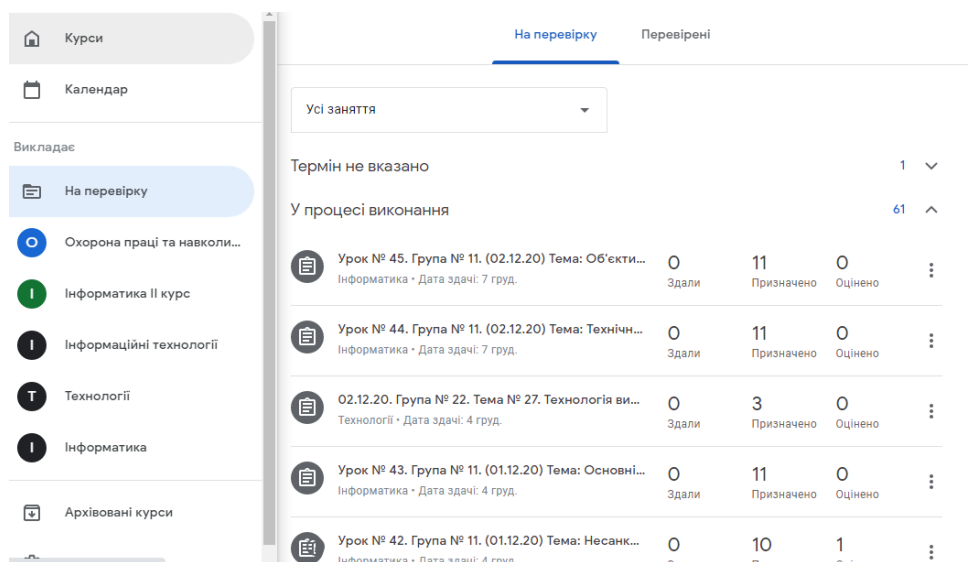 Курси
Календар
Викладає
На перевірку
О Охорона праці та навколи...
І Інформатика ІІ курс
І Інформаційні технології
Т Технології
І Інформатика
Архівовані курси
На перевірку Перевірені
Усі заняття
Термін не вказано 1
У процесі виконання 61
Урок № 45. Група № 11. (02.12.20) Тема: Об'єкти... 0 11 0
Інформатика • Дата здачі: 7 груд. Здали Призначено Оцінено
Урок № 44. Група № 11. (02.12.20) Тема: Технічн... 0 11 0
Інформатика • Дата здачі: 7 груд. Здали Призначено Оцінено
02.12.20. Група № 22. Тема № 27. Технологія ви... 0 3 0
Технології • Дата здачі: 4 груд. Здали Призначено Оцінено
Урок № 43. Група № 11. (01.12.20) Тема: Основні... 0 11 0
Інформатика • Дата здачі: 4 груд. Здали Призначено Оцінено
Урок № 42. Група № 11. (01.12.20) Тема: Несанк... 0 10 1
Інформатика • Дата здачі: 4 груд.